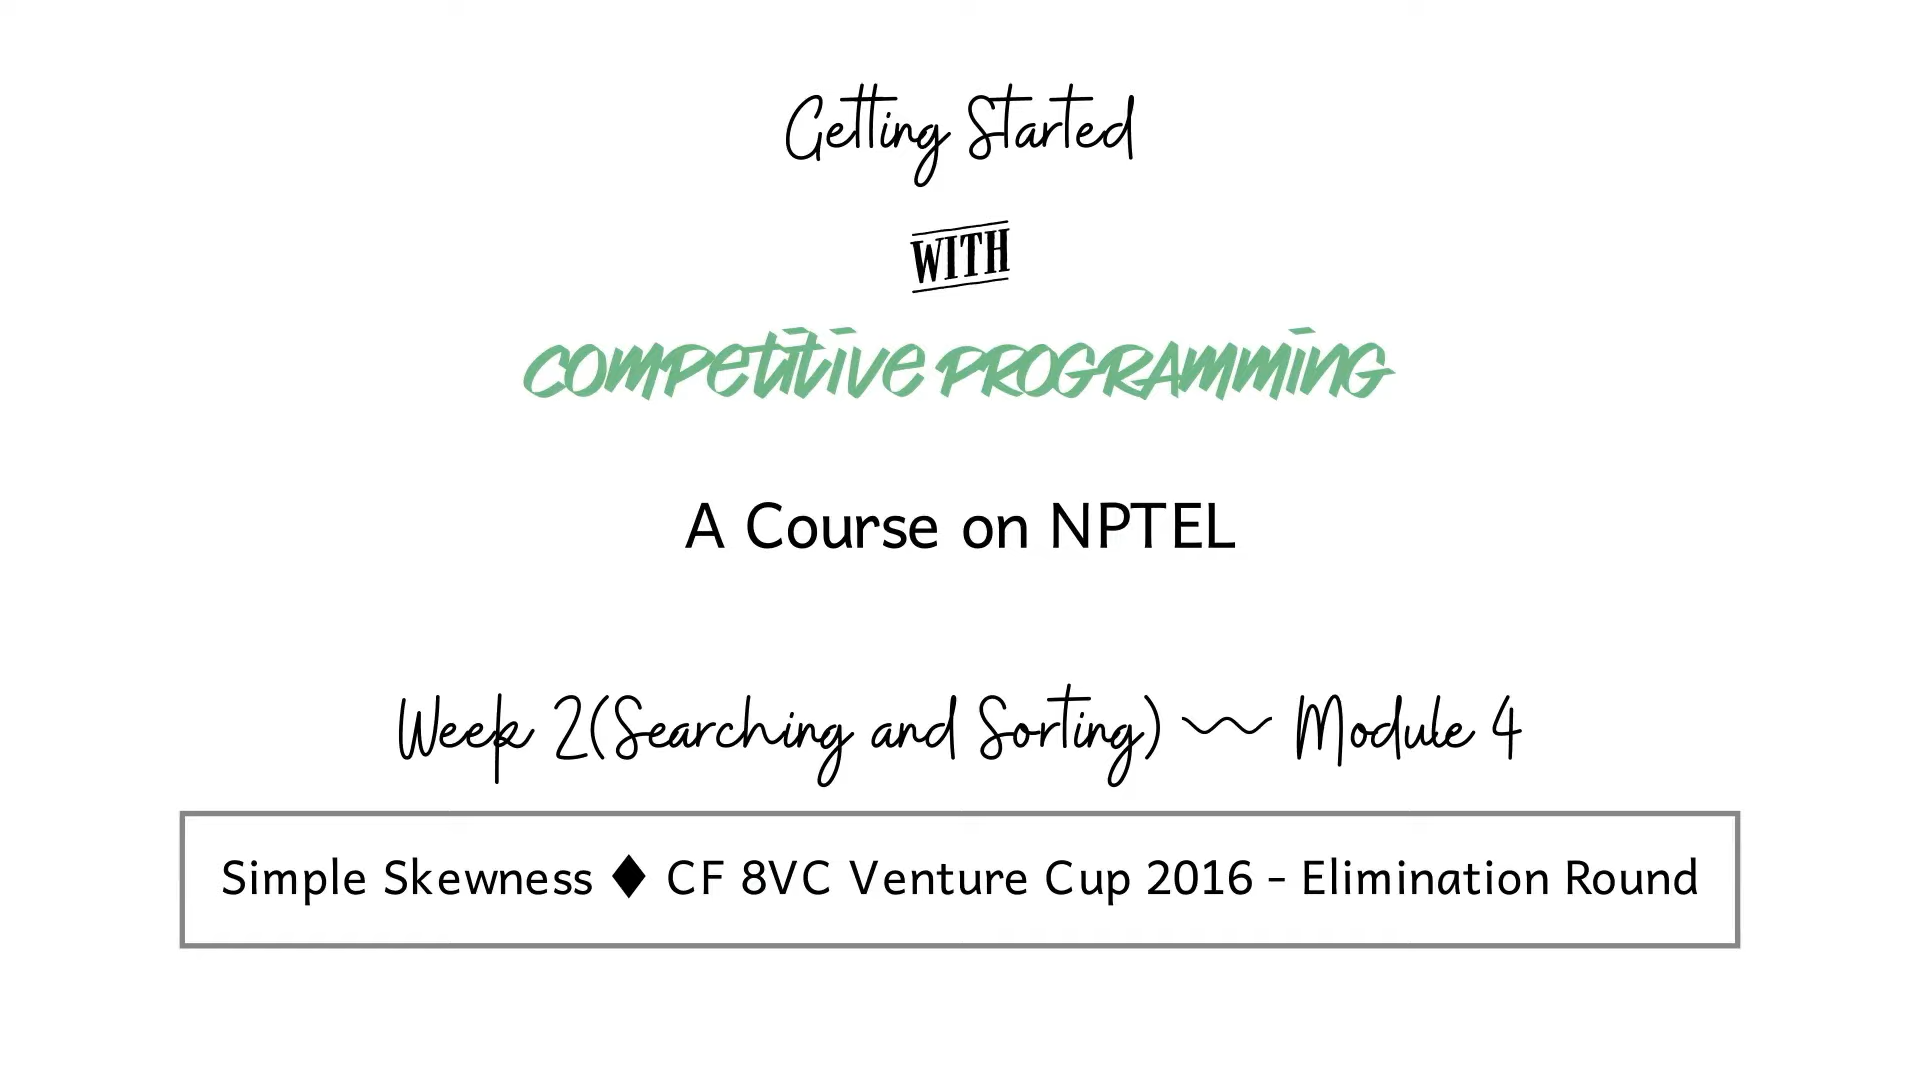 Getting Started
WITH
COMPETITIVE PROGRAMMING
A Course on NPTEL
Week 2(Searching and Sorting) 〰 Module 4
Simple Skewness ♦ CF 8VC Venture Cup 2016 - Elimination Round